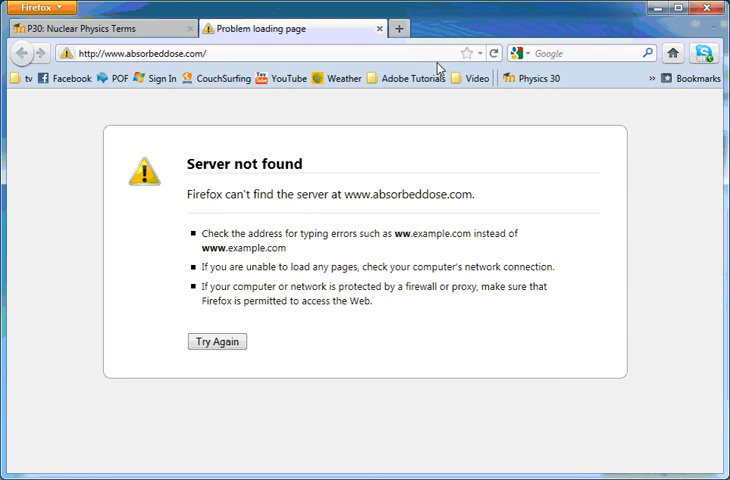 Firefox
P30: Nuclear Physics Terms
Problem loading page
http://www.absorbeddose.com/
Google
tv Facebook POF Sign In CouchSurfing YouTube Weather Adobe Tutorials Video Physics 30 » Bookmarks
Server not found
Firefox can't find the server at www.absorbeddose.com.
Check the address for typing errors such as ww.example.com instead of
www.example.com
If you are unable to load any pages, check your computer's network connection.
If your computer or network is protected by a firewall or proxy, make sure that
Firefox is permitted to access the Web.
Try Again